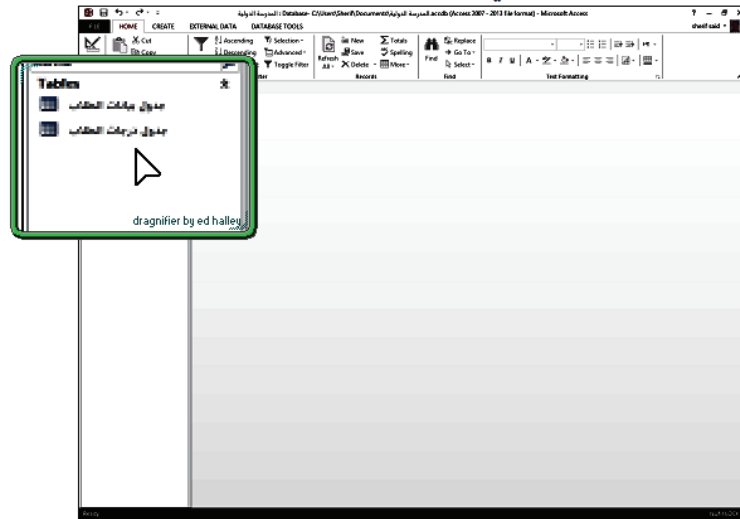 المدرسة الدولية : Database- C:\Users\Sherif\Documents\المدرسة الدولية.accdb (Access 2007 - 2013 file format) - Microsoft Access
? – 
FILE HOME CREATE EXTERNAL DATA DATABASE TOOLS sherif said
Cut Ascending Selection New Totals Replace
Copy Descending Advanced Save Spelling Go To
Toggle Filter Refresh All Delete More Find Select
B I U A
Records Find Text Formatting
Tables
جدول بيانات الطلاب
جدول درجات الطلاب
dragnifier by ed halley
Ready